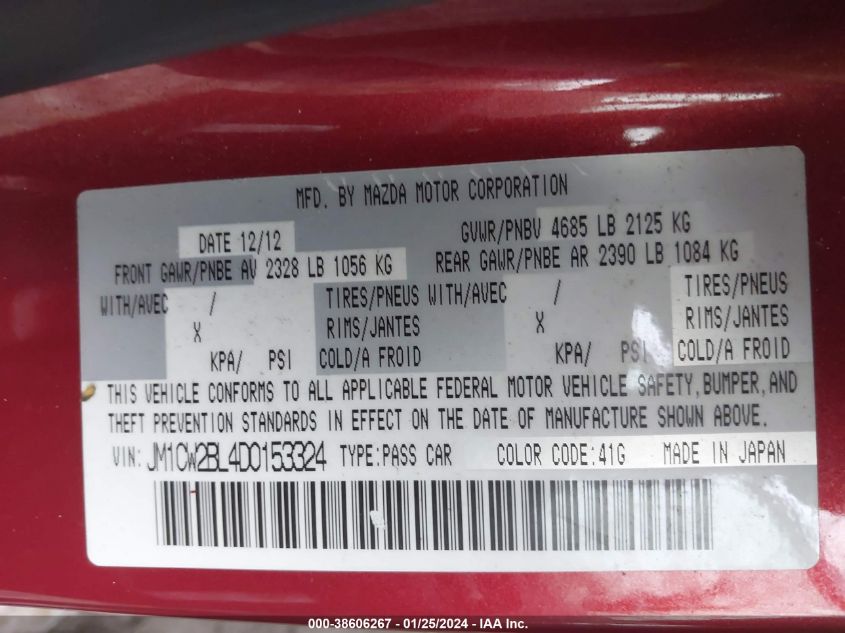 MFD. BY MAZDA MOTOR CORPORATION
DATE 12/12 GVWR/PNBV 4685 LB 2125 KG
FRONT GAWR/PNBE AV 2328 LB 1056 KG REAR GAWR/PNBE AR 2390 LB 1084 KG
WITH/AVEC / TIRES/PNEUS WITH/AVEC / TIRES/PNEUS
X RIMS/JANTES X RIMS/JANTES
KPA/ PSI COLD/A FROID KPA/ PSI COLD/A FROID
THIS VEHICLE CONFORMS TO ALL APPLICABLE FEDERAL MOTOR VEHICLE SAFETY, BUMPER, AND
THEFT PREVENTION STANDARDS IN EFFECT ON THE DATE OF MANUFACTURE SHOWN ABOVE.
VIN: JM1CW2BL4D0153324 TYPE:PASS CAR COLOR CODE:41G MADE IN JAPAN
000-38606267 - 01/25/2024 - IAA Inc.